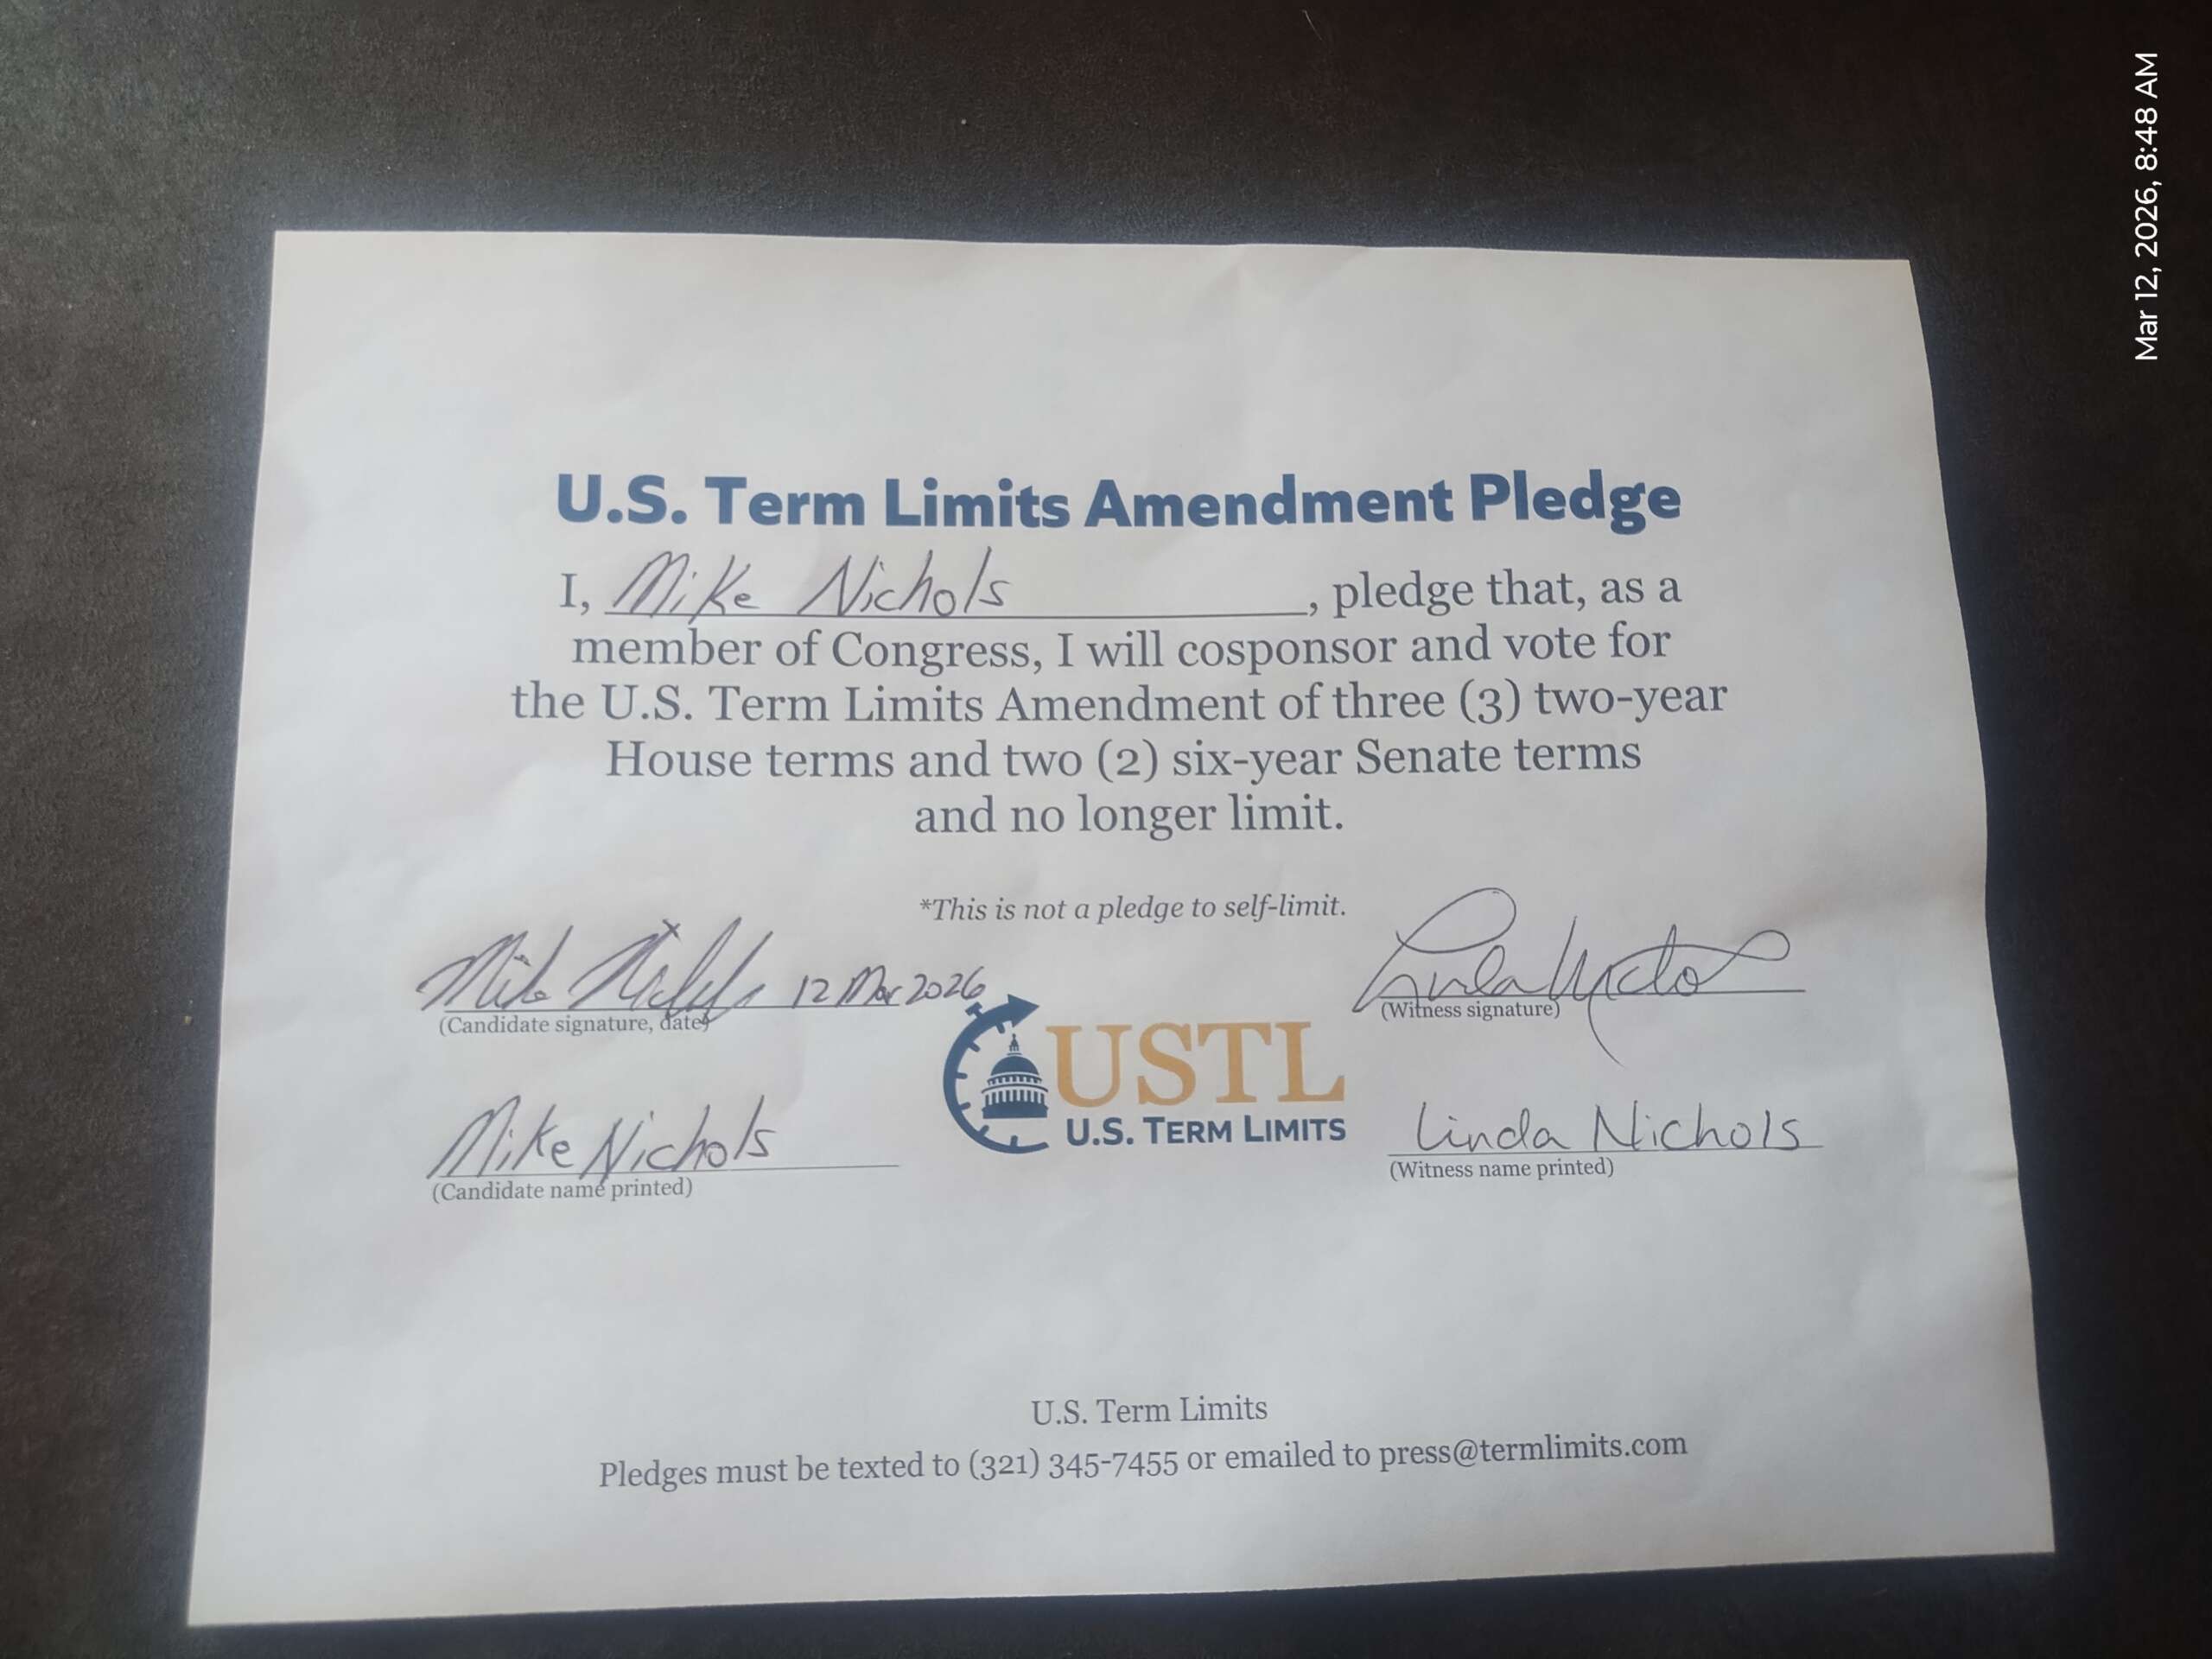 U.S. Term Limits Amendment Pledge
I, Mike Nichols, pledge that, as a
member of Congress, I will cosponsor and vote for
the U.S. Term Limits Amendment of three (3) two-year
House terms and two (2) six-year Senate terms
and no longer limit.
*This is not a pledge to self-limit.
Mike Nichols 12 Mar 2026
(Candidate signature, date)
(Witness signature)
USTL
U.S. TERM LIMITS
Mike Nichols
(Candidate name printed)
Linda Nichols
(Witness name printed)
U.S. Term Limits
Pledges must be texted to (321) 345-7455 or emailed to press@termlimits.com
Mar 12, 2026, 8:48 AM